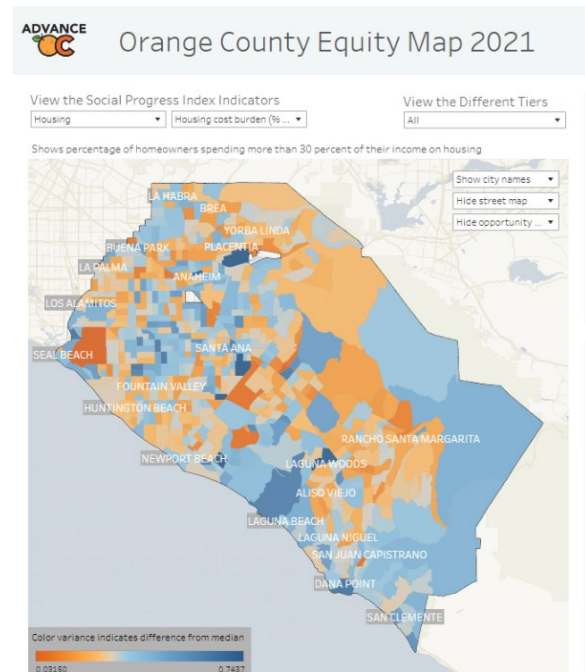 ADVANCE
OC
Orange County Equity Map 2021
View the Social Progress Index Indicators
View the Different Tiers
Housing
Housing cost burden (% ...
All
Shows percentage of homeowners spending more than 30 percent of their income on housing
Show city names
Hide street map
Hide opportunity ...
LA HABRA
BREA
YORBA LINDA
BUENA PARK
PLACENTIA
LA PALMA
ANAHEIM
LOS ALAMITOS
SANTA ANA
SEAL BEACH
FOUNTAIN VALLEY
HUNTINGTON BEACH
RANCHO SANTA MARGARITA
NEWPORT BEACH
LAGUNA WOODS
ALISO VIEJO
LAGUNA BEACH
LAGUNA NIGUEL
SAN JUAN CAPISTRANO
DANA POINT
SAN CLEMENTE
Color variance indicates difference from median
0.03150
0.7437